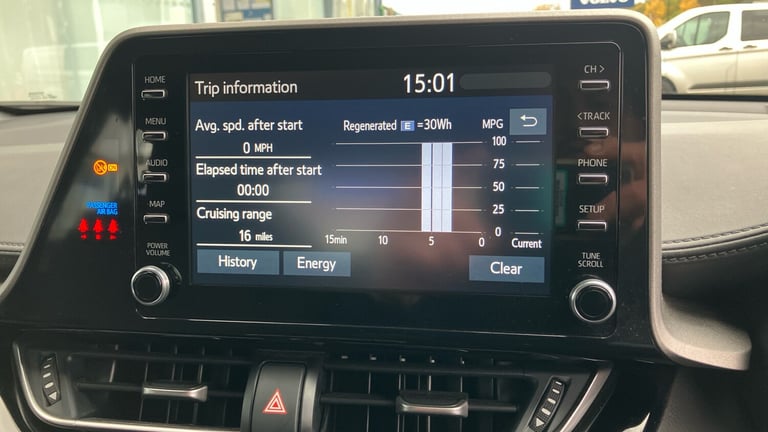 VOLVO
HOME
MENU
AUDIO
MAP
POWER
VOLUME
ON
PASSENGER
AIR BAG
Trip information 15:01
Avg. spd. after start
0 MPH
Elapsed time after start
00:00
Cruising range
16 miles
Regenerated E =30Wh MPG
100
75
50
25
0
15min 10 5 0 Current
History Energy Clear
CH >
< TRACK
PHONE
SETUP
TUNE
SCROLL